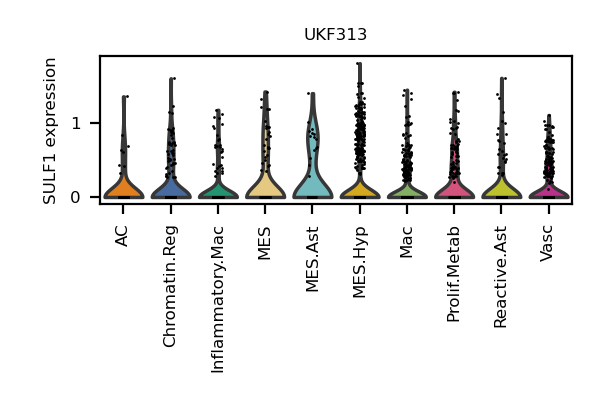 UKF313
SULF1 expression
1
0
AC
Chromatin.Reg
Inflammatory.Mac
MES
MES.Ast
MES.Hyp
Mac
Prolif.Metab
Reactive.Ast
Vasc